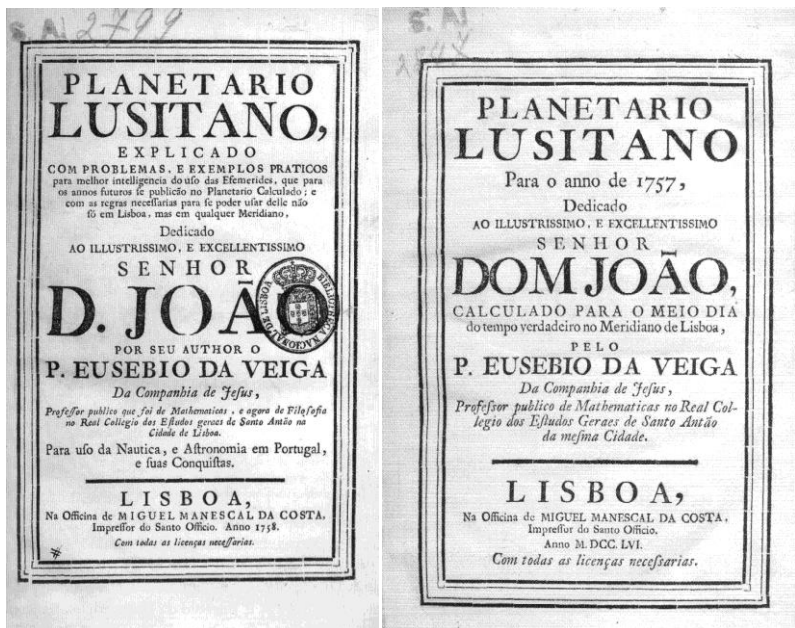 S. A. 2799
PLANETARIO
LUSITANO,
EXPLICADO
COM PROBLEMAS, E EXEMPLOS PRATICOS
para melhor intelligencia do uſo das Efemerides, que para
os annos futuros ſe publicão no Planetario Calculado; e
com as regras neceſſarias para ſe poder uſar delle não
ſó em Lisboa, mas em qualquer Meridiano,
Dedicado
AO ILLUSTRISSIMO, E EXCELLENTISSIMO
SENHOR
D. JOÃO
POR SEU AUTHOR O
P. EUSEBIO DA VEIGA
Da Companhia de Jeſus,
Profeſſor publico que foi de Mathematicas, e agora de Filoſofia
no Real Collegio dos Eſtudos geraes de Santo Antão na
Cidade de Lisboa.
Para uſo da Nautica, e Aſtronomia em Portugal,
e ſuas Conquiſtas.
LISBOA,
Na Officina de MIGUEL MANESCAL DA COSTA,
Impreſſor do Santo Officio. Anno 1758.
Com todas as licenças neceſſarias.
BIBLIOTHECA NACIONAL DE LISBOA
S. A.
PLANETARIO
LUSITANO
Para o anno de 1757,
Dedicado
AO ILLUSTRISSIMO, E EXCELLENTISSIMO
SENHOR
DOM JOÃO,
CALCULADO PARA O MEIO DIA
do tempo verdadeiro no Meridiano de Lisboa,
PELO
P. EUSEBIO DA VEIGA
Da Companhia de Jeſus,
Profeſſor publico de Mathematicas no Real Col-
legio dos Eſtudos Geraes de Santo Antão
da meſma Cidade.
LISBOA,
Na Officina de MIGUEL MANESCAL DA COSTA,
Impreſſor do Santo Officio.
Anno M. DCC. LVI.
Com todas as licenças neceſſarias.